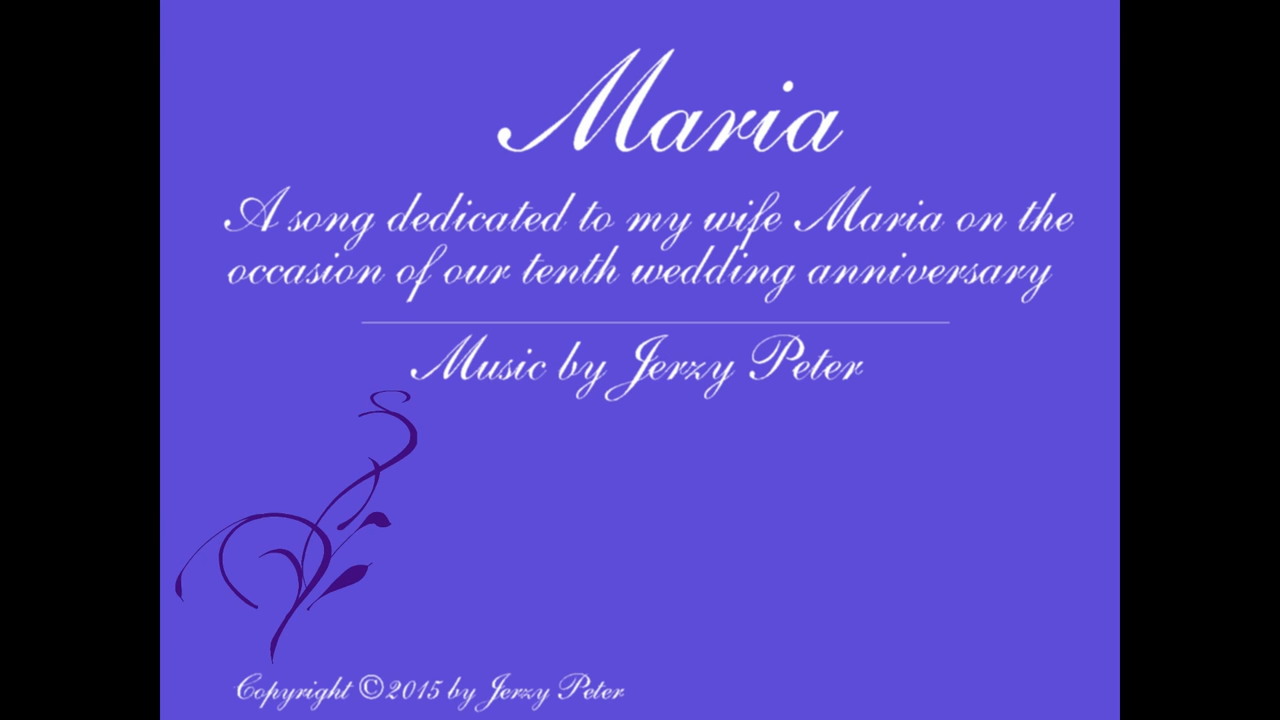 Maria
A song dedicated to my wife Maria on the
occasion of our tenth wedding anniversary
Music by Jerzy Peter
Copyright ©2015 by Jerzy Peter